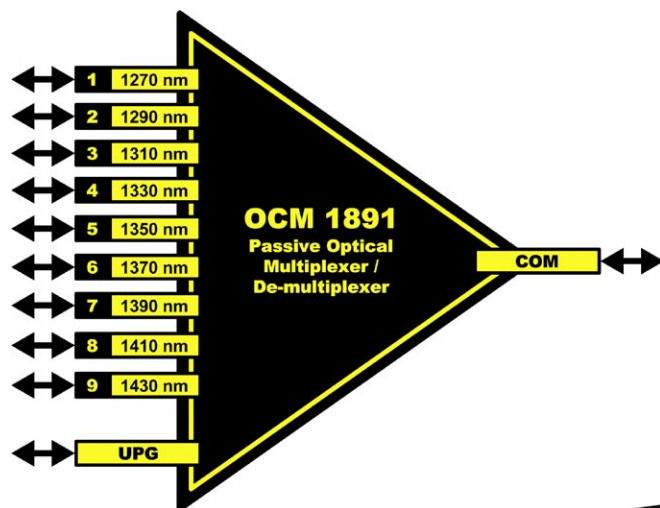 1 1270 nm
2 1290 nm
3 1310 nm
4 1330 nm
5 1350 nm
6 1370 nm
7 1390 nm
8 1410 nm
9 1430 nm
UPG
OCM 1891
Passive Optical
Multiplexer /
De-multiplexer
COM